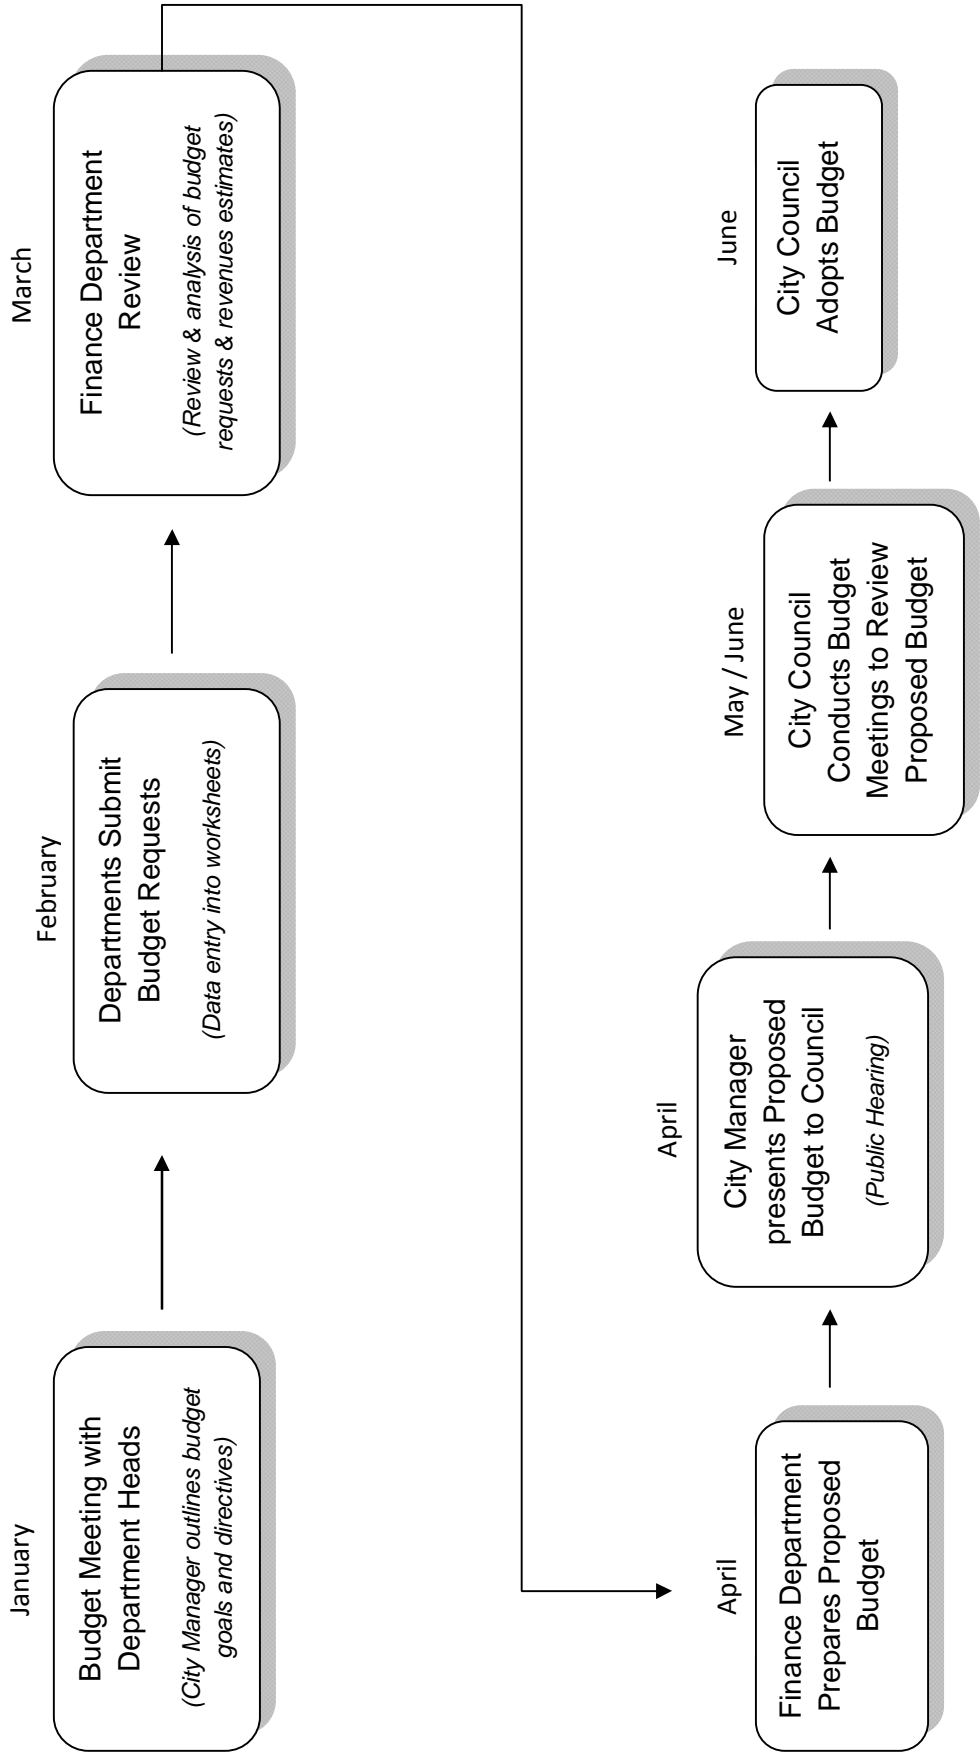 January
Budget Meeting with
Department Heads
(City Manager outlines budget
goals and directives)
February
Departments Submit
Budget Requests
(Data entry into worksheets)
March
Finance Department
Review
(Review & analysis of budget
requests & revenues estimates)
April
Finance Department
Prepares Proposed
Budget
April
City Manager
presents Proposed
Budget to Council
(Public Hearing)
May / June
City Council
Conducts Budget
Meetings to Review
Proposed Budget
June
City Council
Adopts Budget